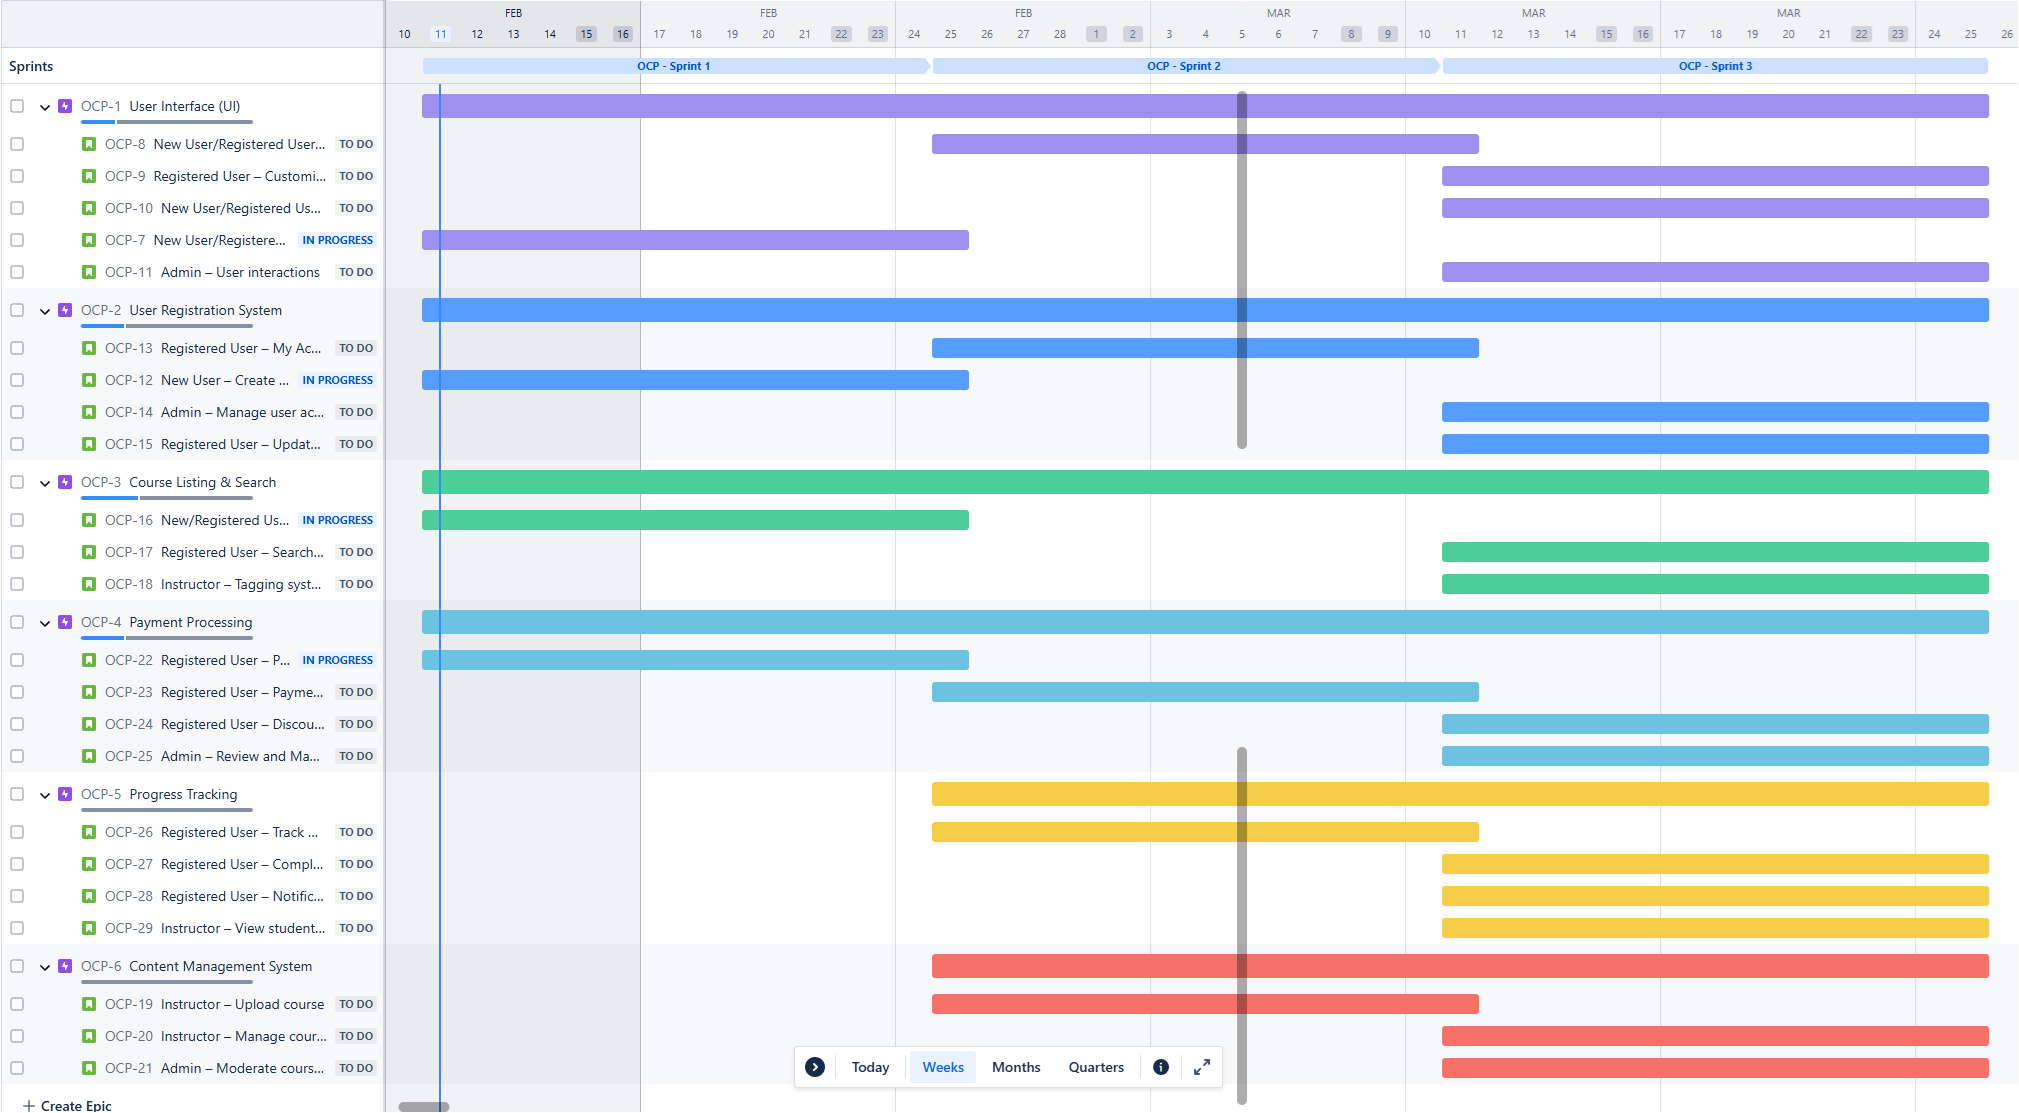 FEB FEB FEB MAR MAR MAR
10 11 12 13 14 15 16 17 18 19 20 21 22 23 24 25 26 27 28 1 2 3 4 5 6 7 8 9 10 11 12 13 14 15 16 17 18 19 20 21 22 23 24 25 26
Sprints OCP - Sprint 1 OCP - Sprint 2 OCP - Sprint 3
OCP-1 User Interface (UI)
OCP-8 New User/Registered User... TO DO
OCP-9 Registered User – Customi... TO DO
OCP-10 New User/Registered Us... TO DO
OCP-7 New User/Registere... IN PROGRESS
OCP-11 Admin – User interactions TO DO
OCP-2 User Registration System
OCP-13 Registered User – My Ac... TO DO
OCP-12 New User – Create ... IN PROGRESS
OCP-14 Admin – Manage user ac... TO DO
OCP-15 Registered User – Updat... TO DO
OCP-3 Course Listing & Search
OCP-16 New/Registered Us... IN PROGRESS
OCP-17 Registered User – Search... TO DO
OCP-18 Instructor – Tagging syst... TO DO
OCP-4 Payment Processing
OCP-22 Registered User – P... IN PROGRESS
OCP-23 Registered User – Payme... TO DO
OCP-24 Registered User – Discou... TO DO
OCP-25 Admin – Review and Ma... TO DO
OCP-5 Progress Tracking
OCP-26 Registered User – Track ... TO DO
OCP-27 Registered User – Compl... TO DO
OCP-28 Registered User – Notific... TO DO
OCP-29 Instructor – View student... TO DO
OCP-6 Content Management System
OCP-19 Instructor – Upload course TO DO
OCP-20 Instructor – Manage cour... TO DO
OCP-21 Admin – Moderate cours... TO DO
Today Weeks Months Quarters
+ Create Epic